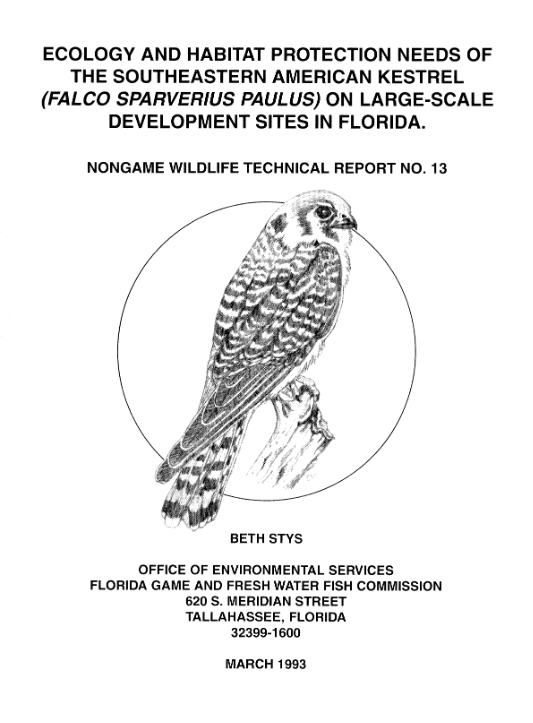 ECOLOGY AND HABITAT PROTECTION NEEDS OF
THE SOUTHEASTERN AMERICAN KESTREL
(FALCO SPARVERIUS PAULUS) ON LARGE-SCALE
DEVELOPMENT SITES IN FLORIDA.
NONGAME WILDLIFE TECHNICAL REPORT NO. 13
BETH STYS
OFFICE OF ENVIRONMENTAL SERVICES
FLORIDA GAME AND FRESH WATER FISH COMMISSION
620 S. MERIDIAN STREET
TALLAHASSEE, FLORIDA
32399-1600
MARCH 1993